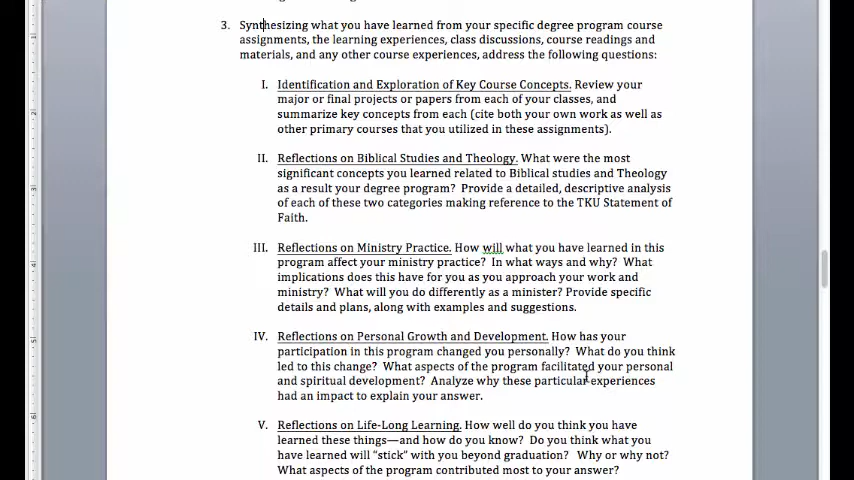 3. Synthesizing what you have learned from your specific degree program course
assignments, the learning experiences, class discussions, course readings and
materials, and any other course experiences, address the following questions:
I. Identification and Exploration of Key Course Concepts. Review your
major or final projects or papers from each of your classes, and
summarize key concepts from each (cite both your own work as well as
other primary courses that you utilized in these assignments).
II. Reflections on Biblical Studies and Theology. What were the most
significant concepts you learned related to Biblical studies and Theology
as a result your degree program? Provide a detailed, descriptive analysis
of each of these two categories making reference to the TKU Statement of
Faith.
III. Reflections on Ministry Practice. How will what you have learned in this
program affect your ministry practice? In what ways and why? What
implications does this have for you as you approach your work and
ministry? What will you do differently as a minister? Provide specific
details and plans, along with examples and suggestions.
IV. Reflections on Personal Growth and Development. How has your
participation in this program changed you personally? What do you think
led to this change? What aspects of the program facilitated your personal
and spiritual development? Analyze why these particular experiences
had an impact to explain your answer.
V. Reflections on Life-Long Learning. How well do you think you have
learned these things—and how do you know? Do you think what you
have learned will "stick" with you beyond graduation? Why or why not?
What aspects of the program contributed most to your answer?